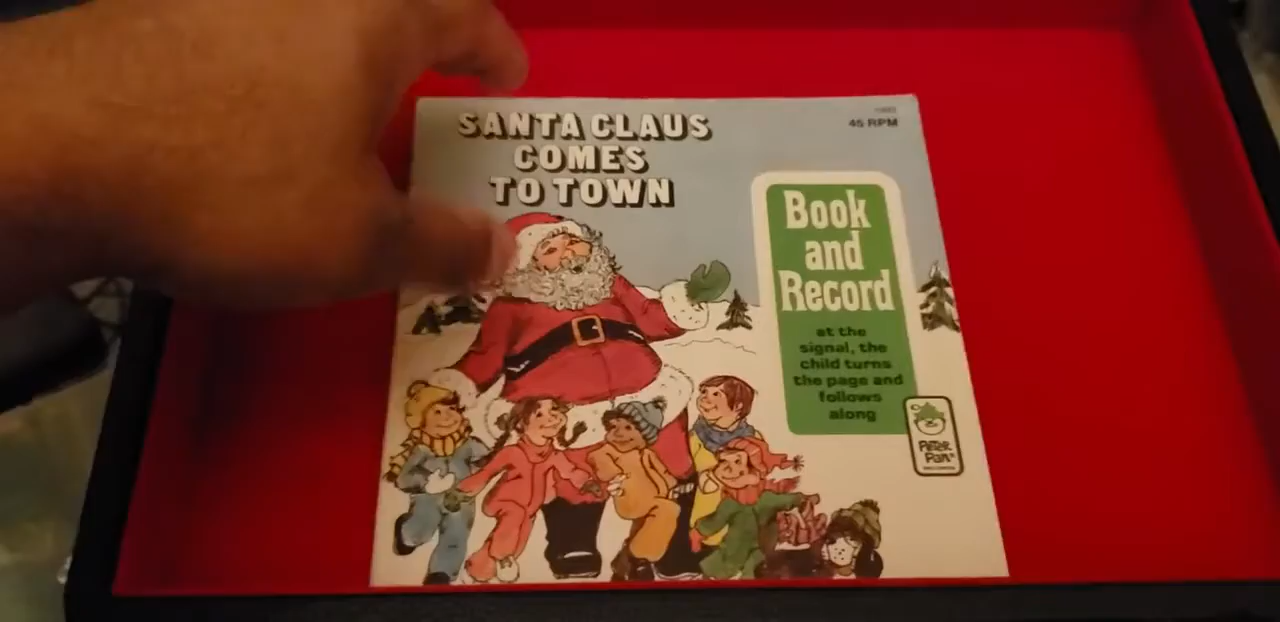 SANTA CLAUS
COMES
TO TOWN
45 RPM
Book
and
Record
at the
signal, the
child turns
the page and
follows
along
PETER
PAN